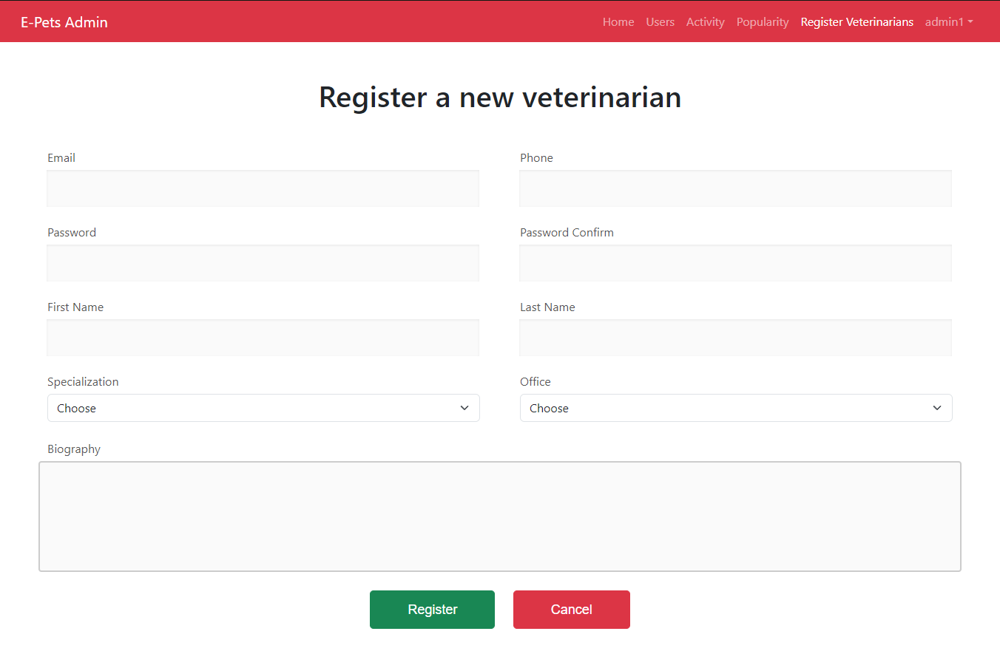 E-Pets Admin
Home Users Activity Popularity Register Veterinarians admin1
Register a new veterinarian
Email Phone
Password Password Confirm
First Name Last Name
Specialization Office
Choose Choose
Biography
Register Cancel